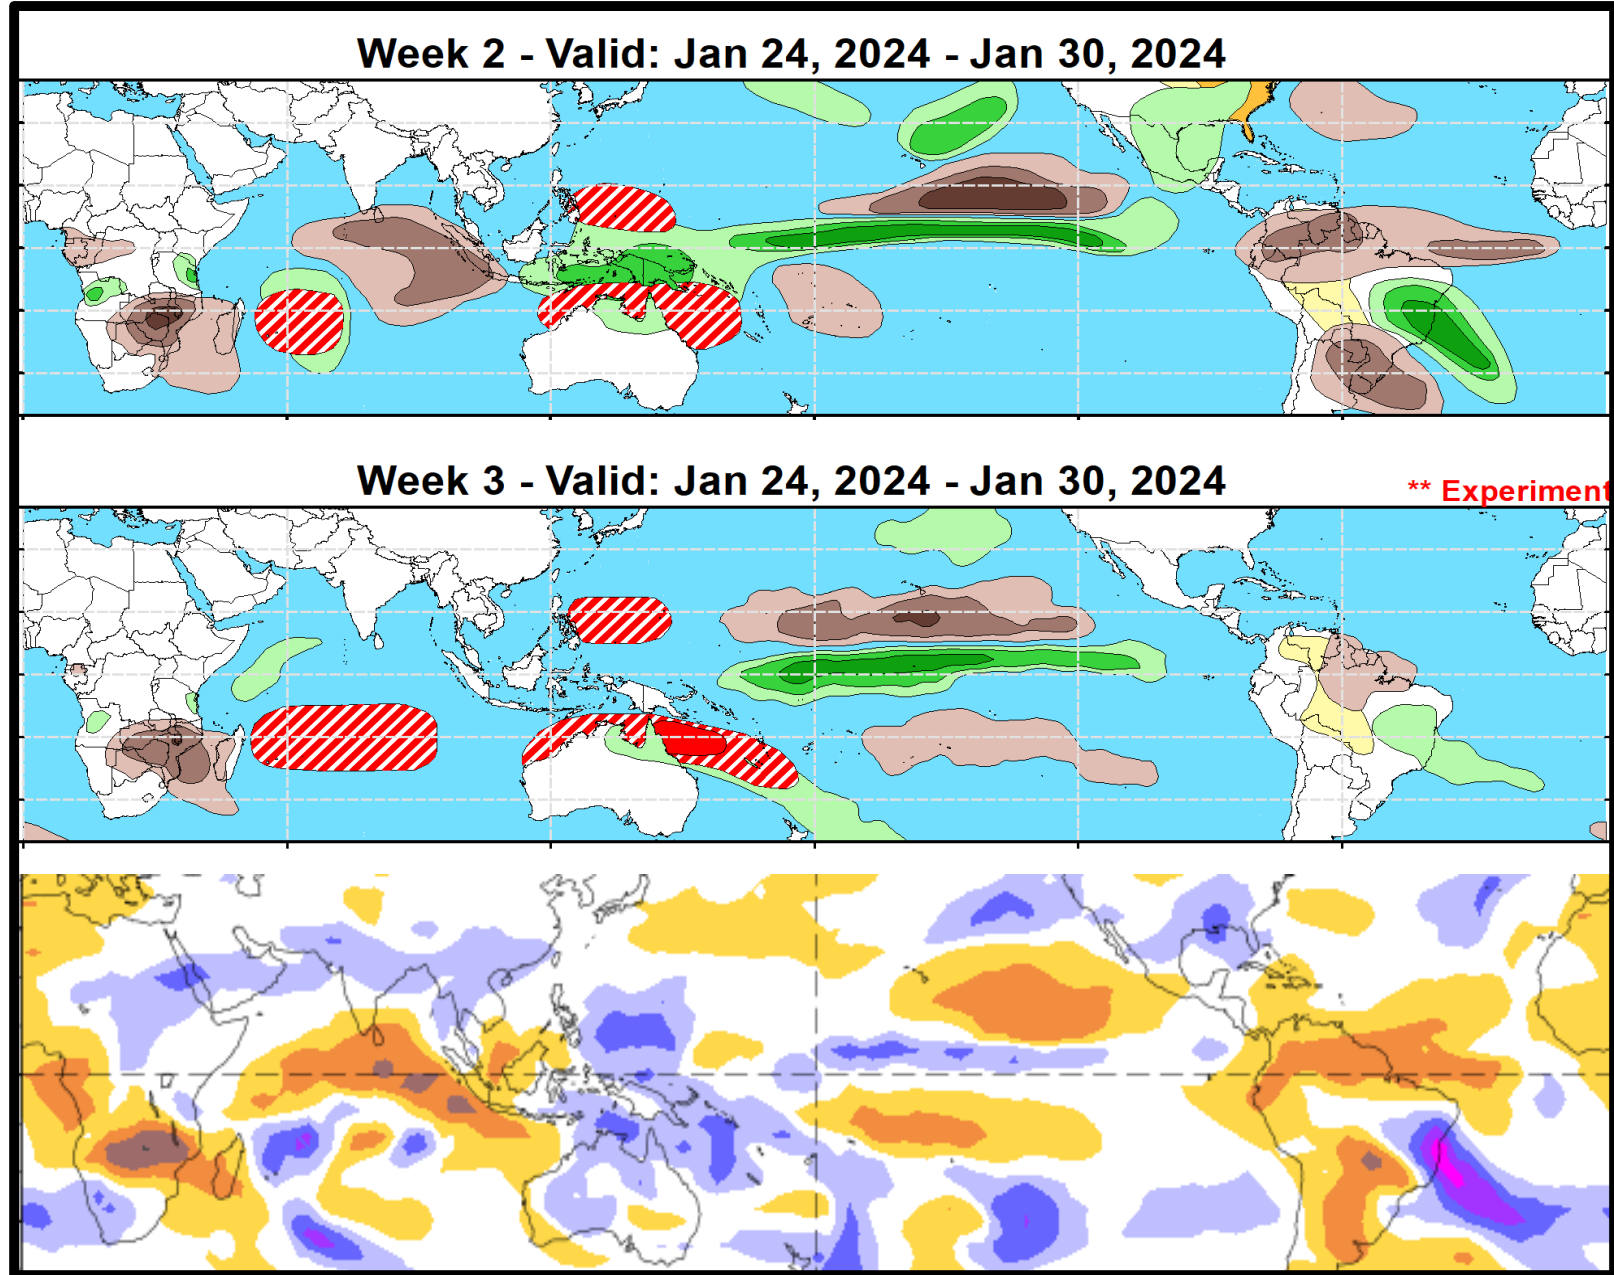 Week 2 - Valid: Jan 24, 2024 - Jan 30, 2024
Week 3 - Valid: Jan 24, 2024 - Jan 30, 2024
** Experiment